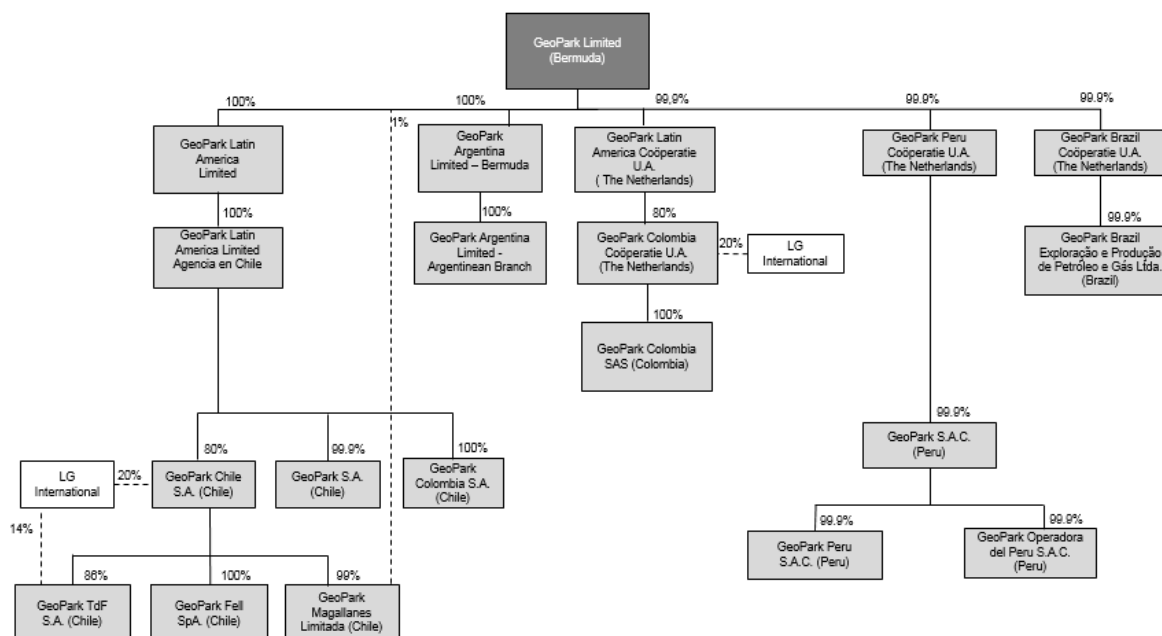 GeoPark Limited
(Bermuda)
100%
100%
99,9%
99.9%
99.9%
1%
GeoPark Latin
America
Limited
GeoPark
Argentina
Limited – Bermuda
GeoPark Latin
America Coöperatie
U.A.
( The Netherlands)
GeoPark Peru
Coöperatie U.A.
(The Netherlands)
GeoPark Brazil
Coöperatie U.A.
(The Netherlands)
100%
100%
80%
99.9%
GeoPark Latin
America Limited
Agencia en Chile
GeoPark Argentina
Limited -
Argentinean Branch
GeoPark Colombia
Coöperatie U.A.
(The Netherlands)
20%
LG
International
GeoPark Brazil
Exploração e Produção
de Petróleo e Gás Ltda.
(Brazil)
100%
GeoPark Colombia
SAS (Colombia)
99.9%
GeoPark S.A.C.
(Peru)
80%
99.9%
100%
LG
International
20%
GeoPark Chile
S.A. (Chile)
GeoPark S.A.
(Chile)
GeoPark
Colombia S.A.
(Chile)
14%
99.9%
99.9%
GeoPark Peru
S.A.C. (Peru)
GeoPark Operadora
del Peru S.A.C.
(Peru)
86%
100%
99%
GeoPark TdF
S.A. (Chile)
GeoPark Fell
SpA. (Chile)
GeoPark
Magallanes
Limitada (Chile)